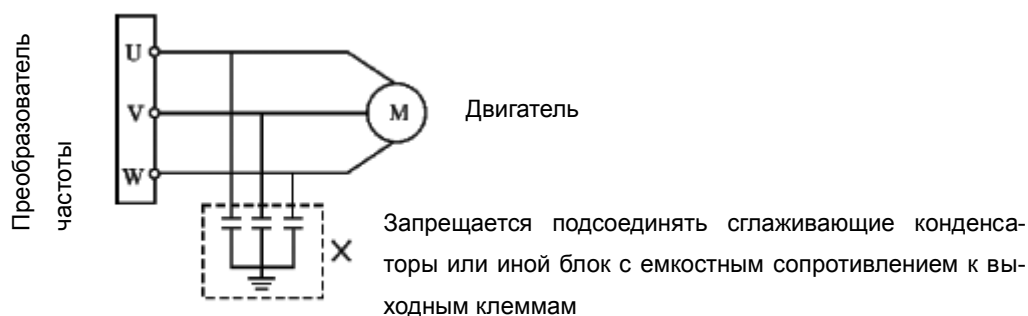 Преобразователь
частоты
U
V
W
M
Двигатель
Запрещается подсоединять сглаживающие конденса-
торы или иной блок с емкостным сопротивлением к вы-
ходным клеммам
X